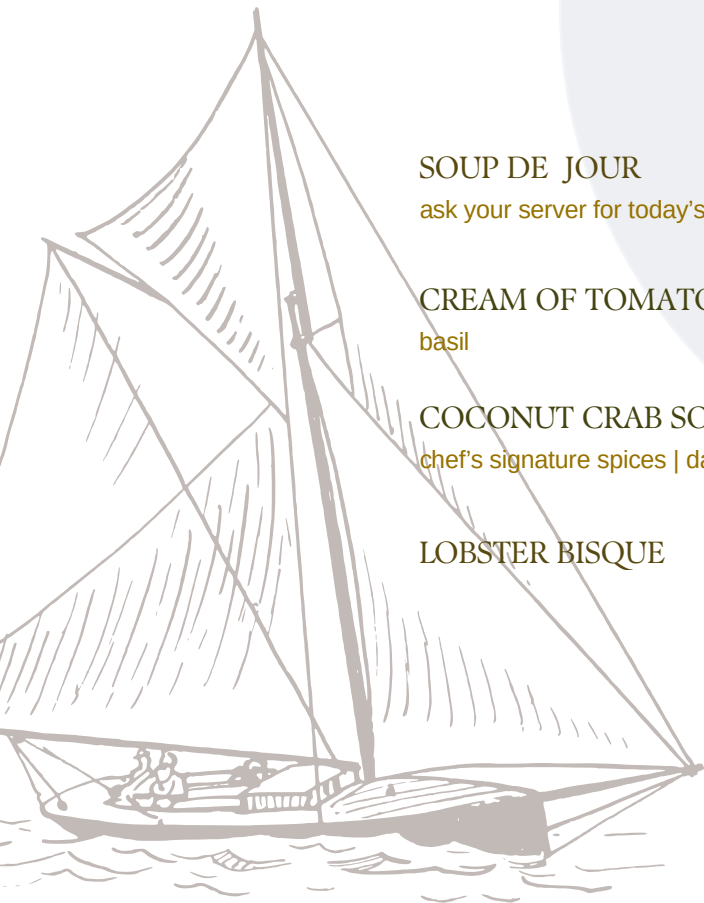 SOUP DE JOUR
ask your server for today’s
CREAM OF TOMATO
basil
COCONUT CRAB SO
chef’s signature spices | da
LOBSTER BISQUE